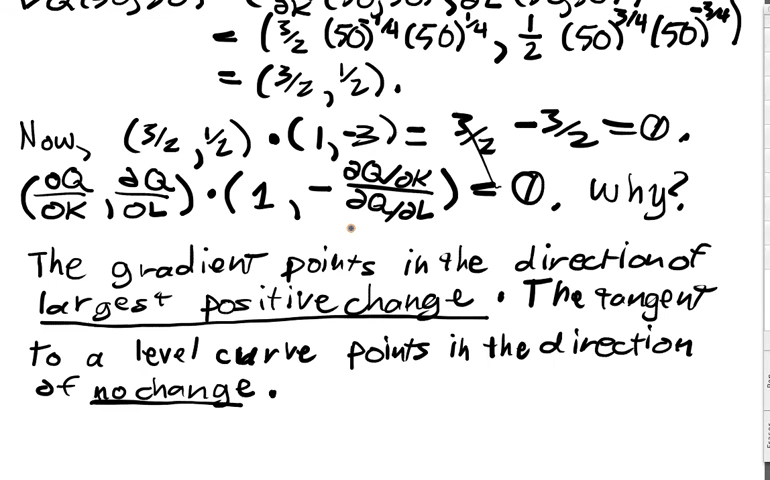 = (3/2 (50)^-1/4 (50)^1/4, 1/2 (50)^3/4 (50)^-3/4)
= (3/2, 1/2).
Now, (3/2, 1/2) • (1, -3) = 3/2 - 3/2 = 0.
(∂Q/∂K, ∂Q/∂L) • (1, - ∂Q/∂K / ∂Q/∂L) = 0. Why?
The gradient points in the direction of
largest positive change. The tangent
to a level curve points in the direction
of no change.